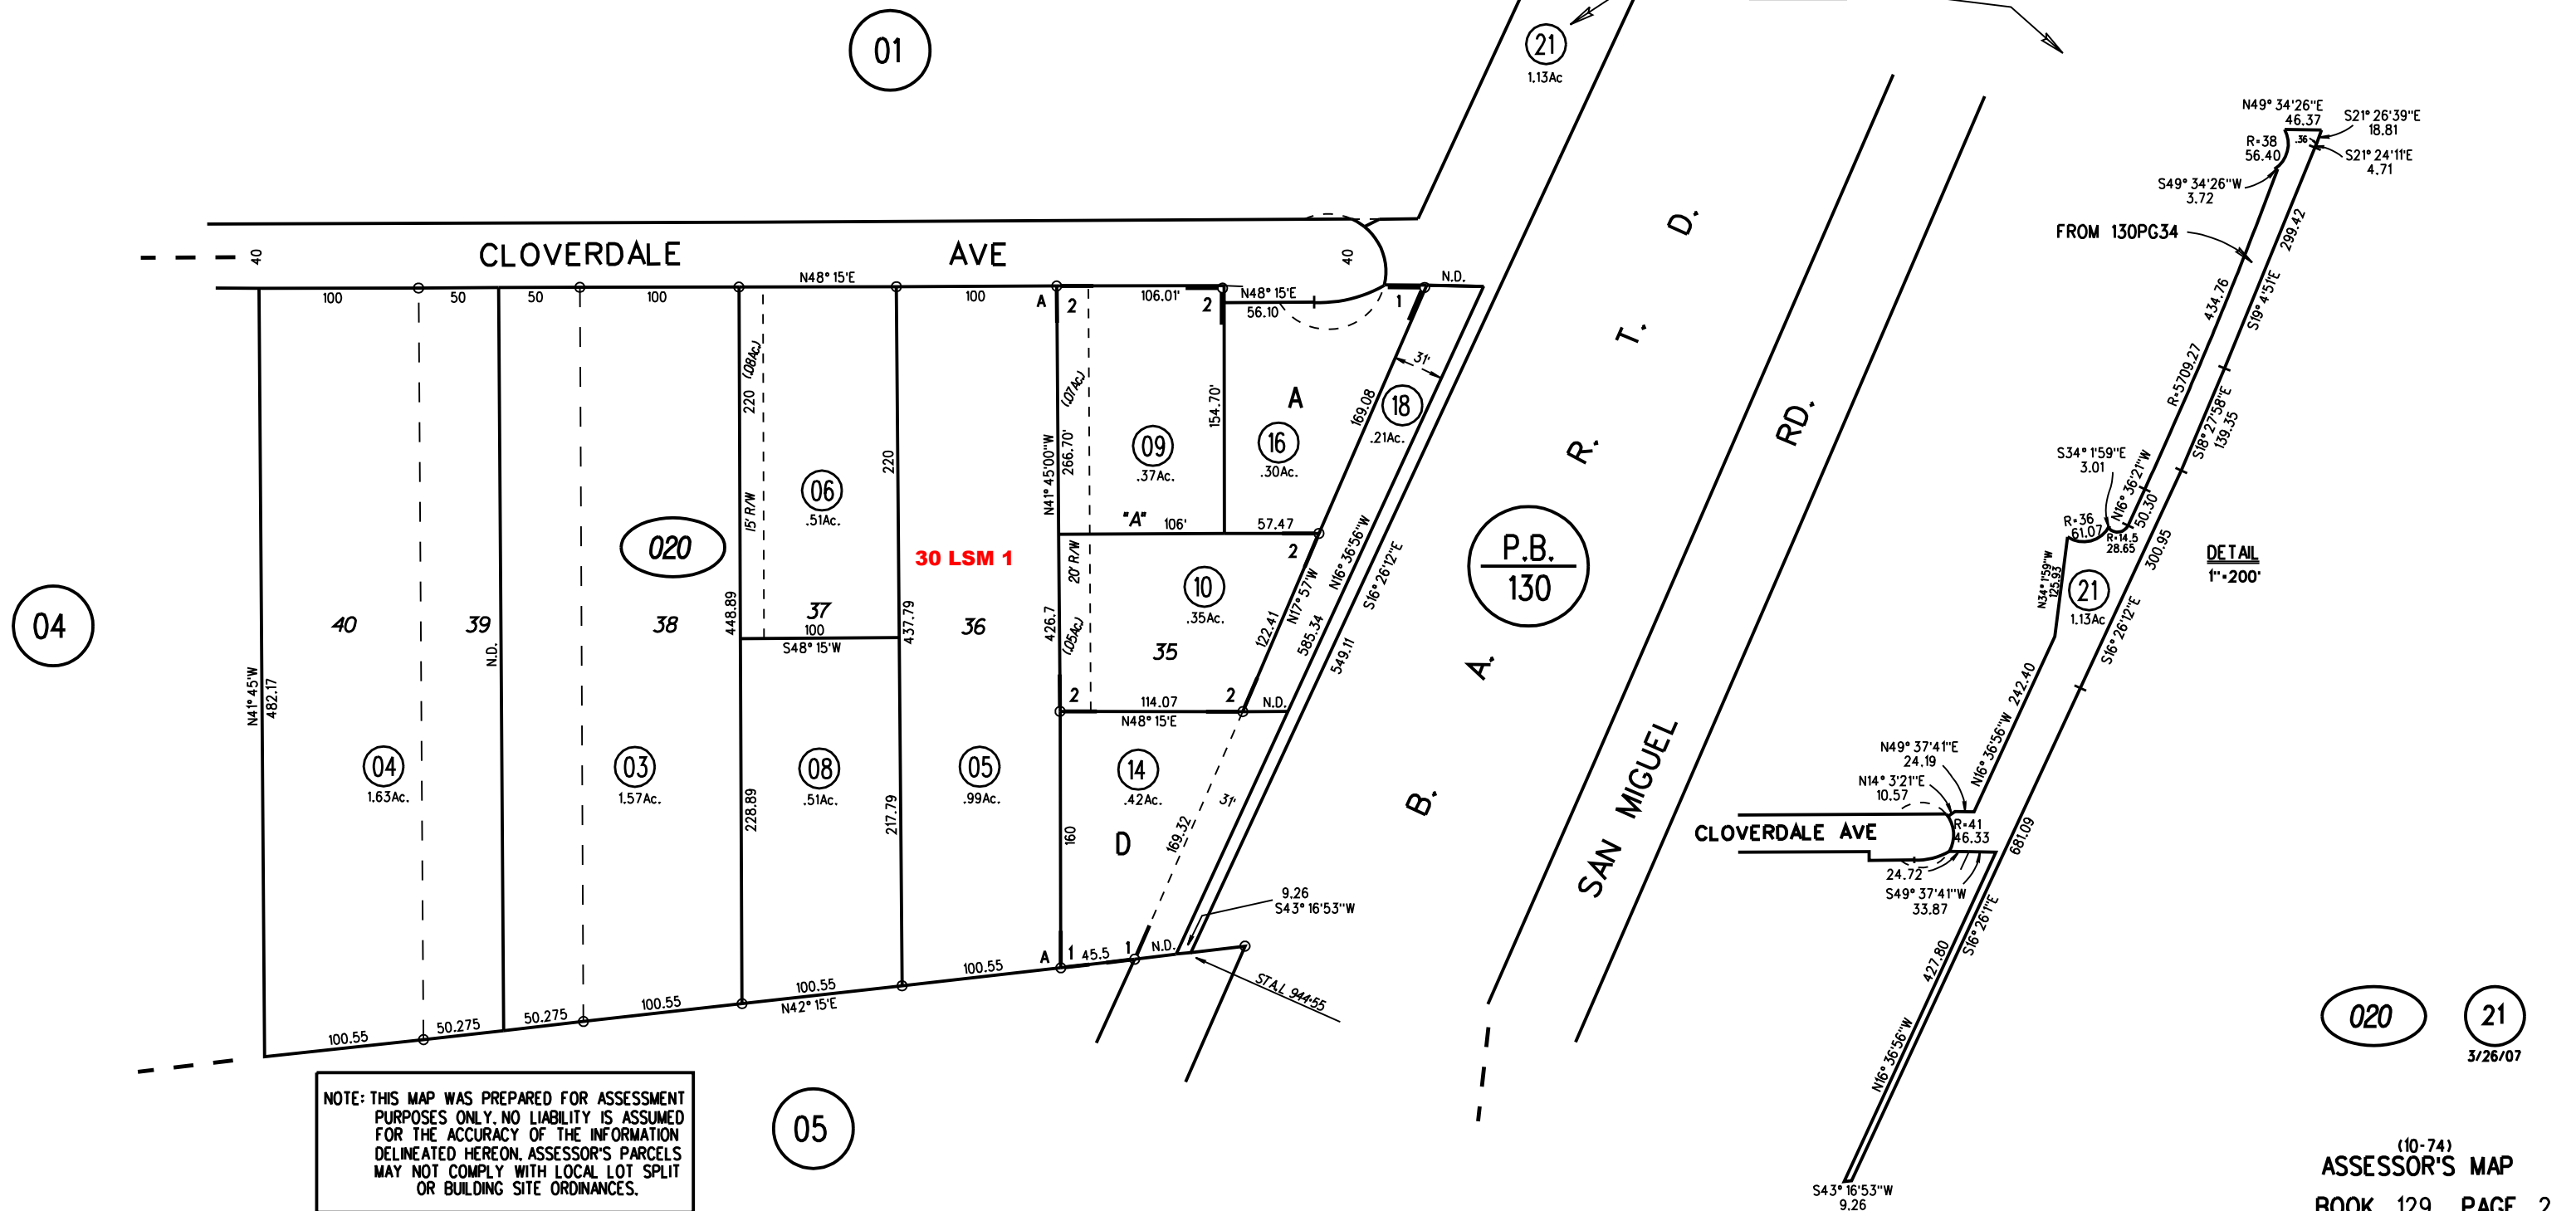 01
21
1.13Ac
N49° 34'26"E
46.37
S21° 26'39"E
18.81
R=38
56.40
.36
S21° 24'11"E
4.71
S49° 34'26"W
3.72
FROM 130PG34
299.42
S19° 4'51"E
434.76
R=5709.27
CLOVERDALE AVE
40
40
N48° 15'E
N.D.
100
50
50
100
100
A
2
106.01'
2
N48° 15'E
56.10
1
31'
220
(.08Ac.)
15' R/W
06
.51Ac.
220
N41° 45'00"W
266.70'
(.07Ac.)
09
.37Ac.
154.70'
A
16
.30Ac.
169.08
18
.21Ac.
"A"
106'
57.47
2
20' R/W
30 LSM 1
020
10
.35Ac.
N16° 36'56"W
S16° 26'12"E
N17° 57'W
122.41
585.34
549.11
04
40
39
38
448.89
37
100
S48° 15'W
437.79
36
426.7
(.05Ac.)
35
N.D.
N41° 45'W
482.17
2
114.07
2
N.D.
N48° 15'E
04
1.63Ac.
03
1.57Ac.
08
.51Ac.
05
.99Ac.
14
.42Ac.
228.89
217.79
160
D
31'
169.32
9.26
S43° 16'53"W
A
1
45.5
1
N.D.
STA.L 944+55
100.55
50.275
50.275
100.55
100.55
N42° 15'E
100.55
B. A. R. T. D.
P.B.
130
SAN MIGUEL RD.
S18° 27'58"E
139.35
S34° 1'59"E
3.01
N16° 36'21"W
50.30
R=36
61.07
R=14.5
28.65
300.95
DETAIL
1"=200'
N34° 1'59"W
125.93
21
1.13Ac
S16° 26'12"E
N16° 36'56"W 242.40
N49° 37'41"E
24.19
N14° 3'21"E
10.57
CLOVERDALE AVE
R=41
46.33
681.09
24.72
S49° 37'41"W
33.87
S16° 26'1"E
427.80
N16° 36'56"W
S43° 16'53"W
9.26
020
21
3/26/07
NOTE: THIS MAP WAS PREPARED FOR ASSESSMENT
PURPOSES ONLY. NO LIABILITY IS ASSUMED
FOR THE ACCURACY OF THE INFORMATION
DELINEATED HEREON. ASSESSOR'S PARCELS
MAY NOT COMPLY WITH LOCAL LOT SPLIT
OR BUILDING SITE ORDINANCES.
05
(10-74)
ASSESSOR'S MAP
BOOK 129 PAGE 2